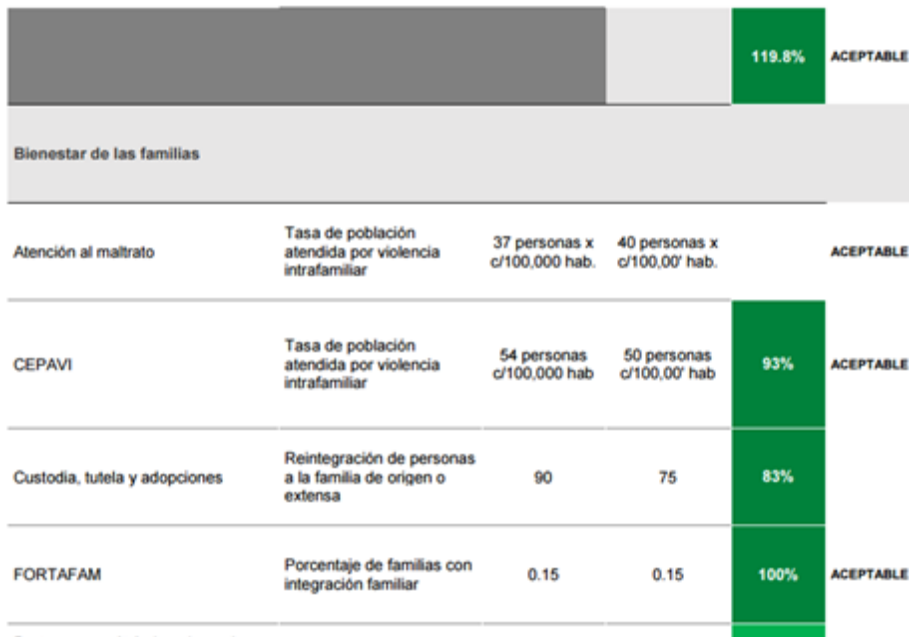 119.8% ACEPTABLE
Bienestar de las familias
Atención al maltrato
Tasa de población
atendida por violencia
intrafamiliar
37 personas x
c/100,000 hab.
40 personas x
c/100,00' hab.
ACEPTABLE
CEPAVI
Tasa de población
atendida por violencia
intrafamiliar
54 personas
c/100,000 hab
50 personas
c/100,00' hab
93%
ACEPTABLE
Custodia, tutela y adopciones
Reintegración de personas
a la familia de origen o
extensa
90
75
83%
FORTAFAM
Porcentaje de familias con
integración familiar
0.15
0.15
100%
ACEPTABLE